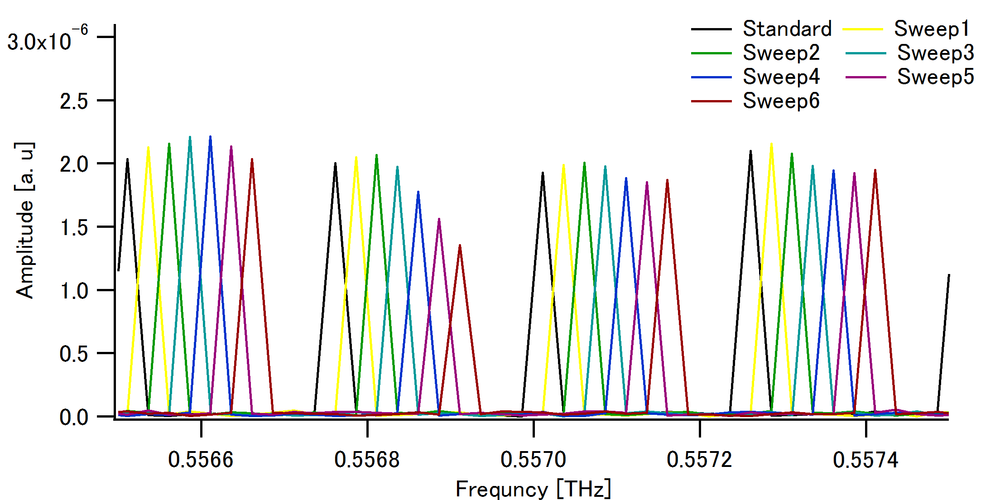 3.0x10⁻⁶
2.5
2.0
1.5
1.0
0.5
0.0
Amplitude [a. u]
Standard Sweep1
Sweep2 Sweep3
Sweep4 Sweep5
Sweep6
0.5566 0.5568 0.5570 0.5572 0.5574
Frequncy [THz]